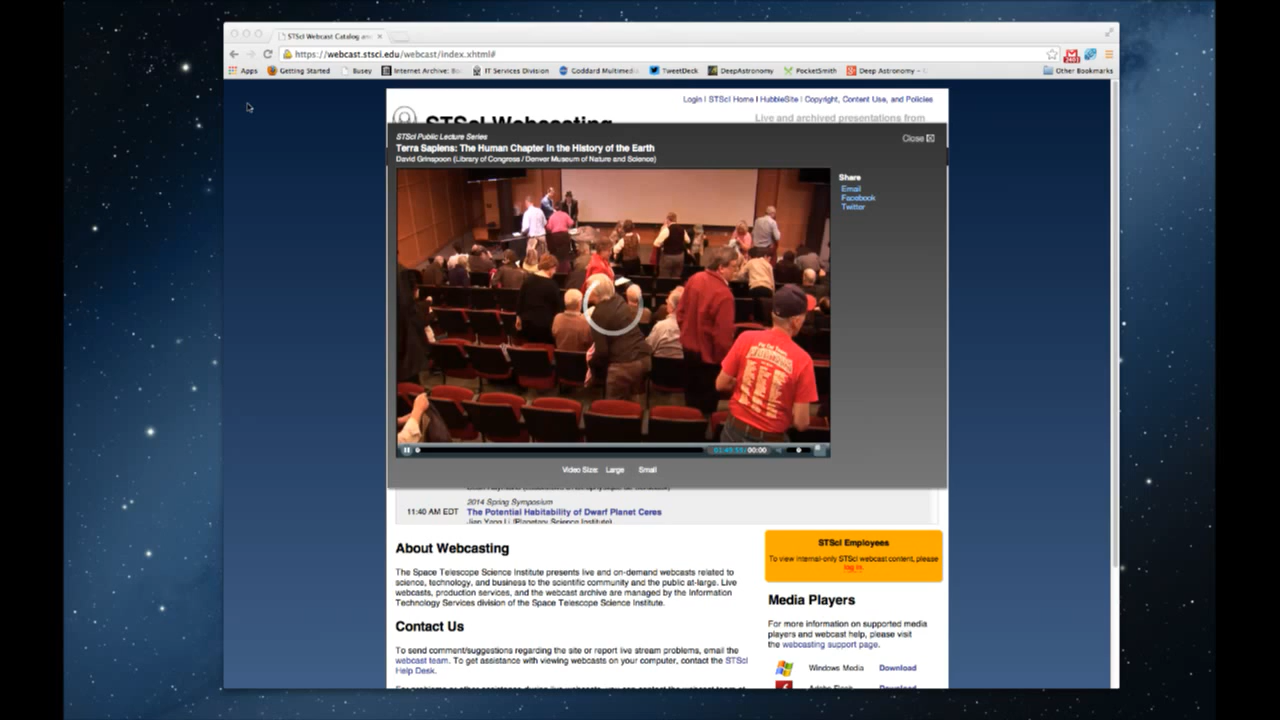 STScI Webcast Catalog an
https://webcast.stsci.edu/webcast/index.xhtml#
2401
Apps Getting Started Busey Internet Archive: IT Services Division Goddard Multimedi TweetDeck DeepAstronomy PocketSmith Deep Astronomy - Other Bookmarks
Login | STScI Home | HubbleSite | Copyright, Content Use, and Policies
STScI Webcasting
Live and archived presentations from
STScI Public Lecture Series
Close
Terra Sapiens: The Human Chapter in the History of the Earth
David Grinspoon (Library of Congress / Denver Museum of Nature and Science)
Share
Email
Facebook
Twitter
00:00
Video Size: Large Small
2014 Spring Symposium
11:40 AM EDT The Potential Habitability of Dwarf Planet Ceres
Jian-Yang Li (Planetary Science Institute)
About Webcasting
The Space Telescope Science Institute presents live and on-demand webcasts related to
science, technology, and business to the scientific community and the public at-large. Live
webcasts, production services, and the webcast archive are managed by the Information
Technology Services division of the Space Telescope Science Institute.
Contact Us
To send comment/suggestions regarding the site or report live stream problems, email the
webcast team. To get assistance with viewing webcasts on your computer, contact the STScI
Help Desk.
STScI Employees
To view internal-only STScI webcast content, please
log in.
Media Players
For more information on supported media
players and webcast help, please visit
the webcasting support page.
Windows Media Download
Adobe Flash Download